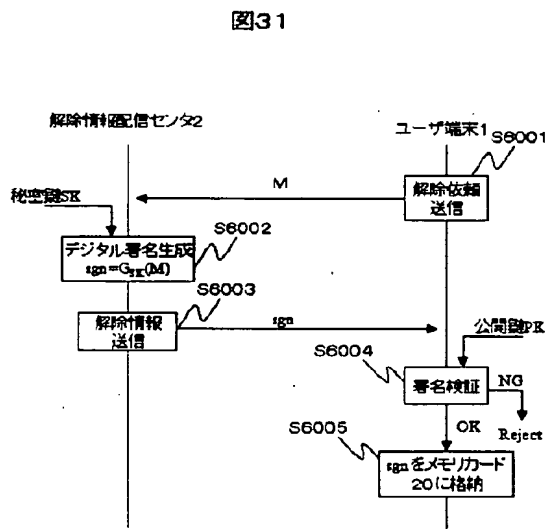 図31
解除情報配信センタ2
ユーザ端末1
S6001
解除依頼
送信
M
秘密鍵SK
S6002
デジタル署名生成
sgn=G_SK(M)
S6003
解除情報
送信
sgn
公開鍵PK
S6004
署名検証
NG
OK
Reject
S6005
sgnをメモリカード
20に格納